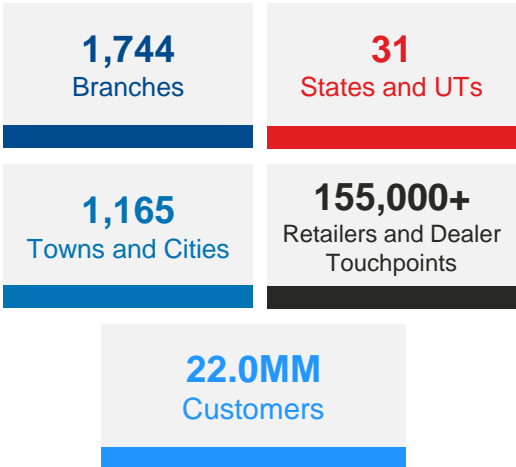 1,744
Branches
31
States and UTs
1,165
Towns and Cities
155,000+
Retailers and Dealer
Touchpoints
22.0MM
Customers